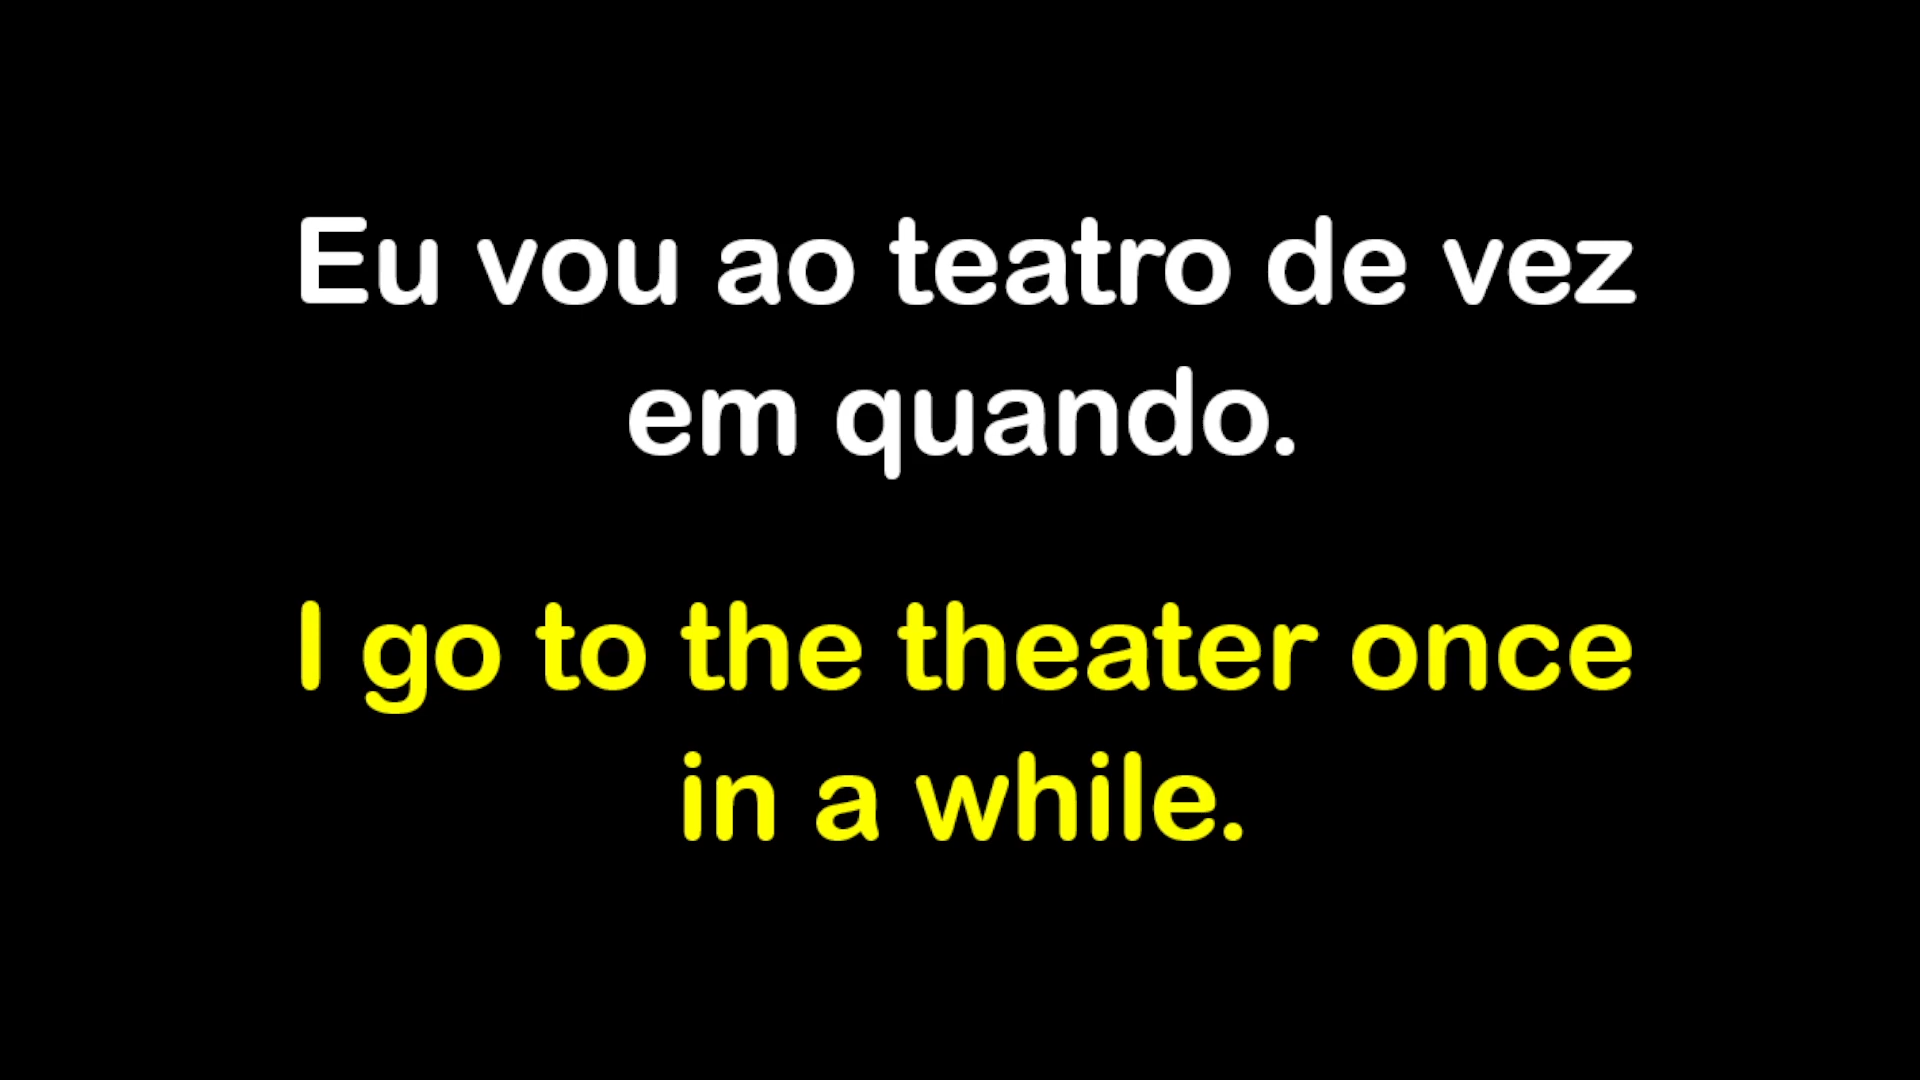 Eu vou ao teatro de vez
em quando.
I go to the theater once
in a while.